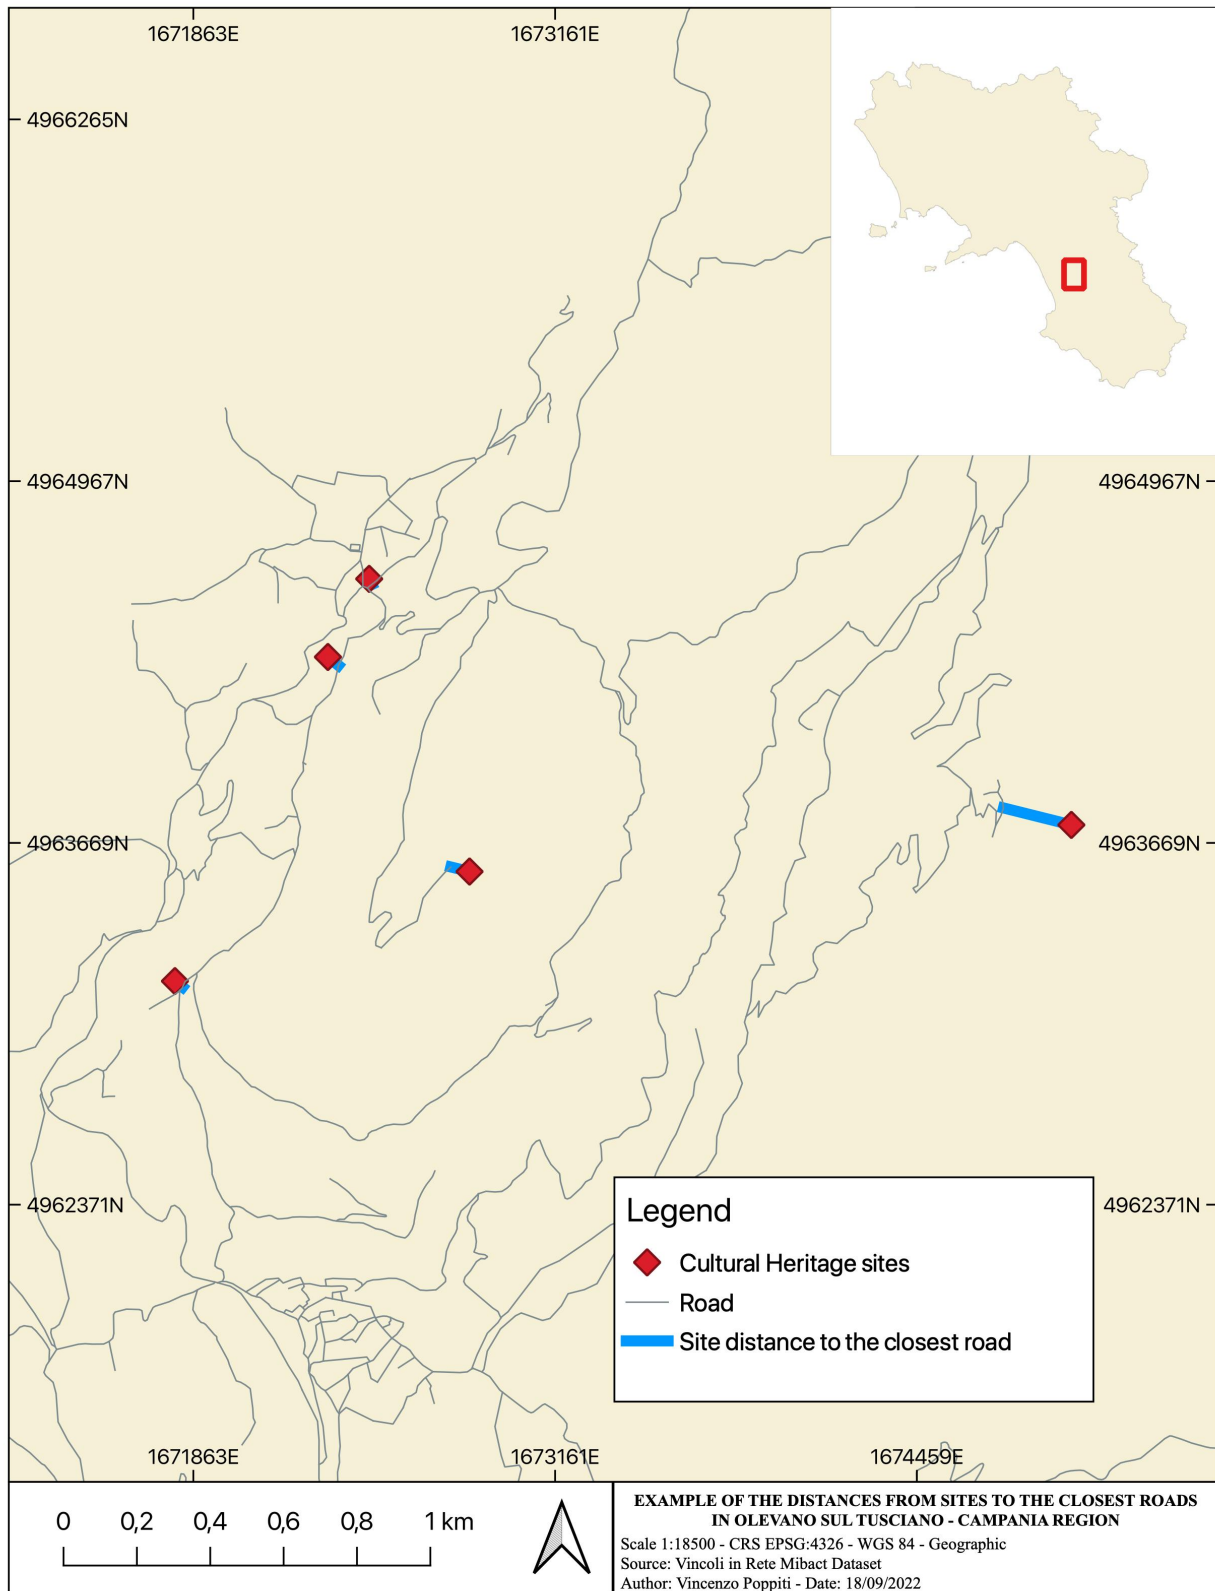 1671863E
1673161E
4966265N
4964967N
4964967N
4963669N
4963669N
4962371N
4962371N
Legend
Cultural Heritage sites
Road
Site distance to the closest road
1671863E
1673161E
1674459E
0
0,2
0,4
0,6
0,8
1 km
EXAMPLE OF THE DISTANCES FROM SITES TO THE CLOSEST ROADS
IN OLEVANO SUL TUSCIANO - CAMPANIA REGION
Scale 1:18500 - CRS EPSG:4326 - WGS 84 - Geographic
Source: Vincoli in Rete Mibact Dataset
Author: Vincenzo Poppiti - Date: 18/09/2022